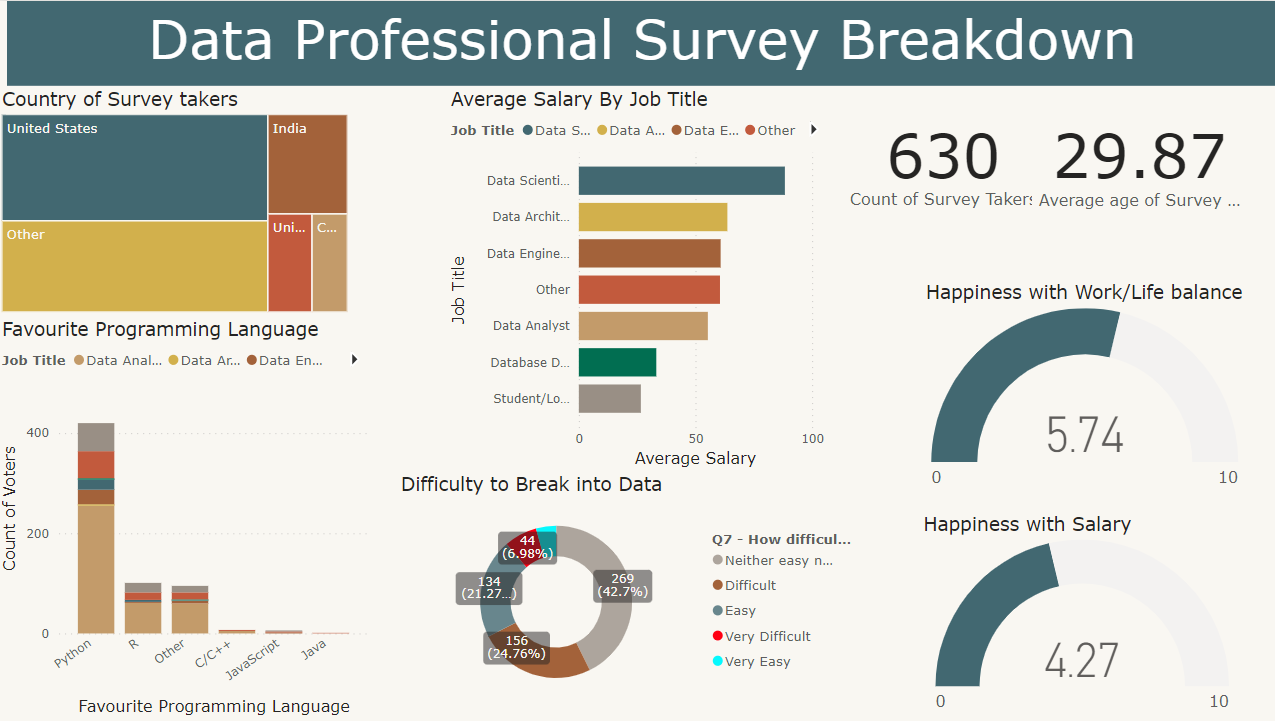 Data Professional Survey Breakdown
Country of Survey takers
United States
India
Other
Uni...
C...
Favourite Programming Language
Job Title Data Anal... Data Ar... Data En...
Count of Voters
400
200
0
Python
R
Other
C/C++
JavaScript
Java
Favourite Programming Language
Average Salary By Job Title
Job Title Data S... Data A... Data E... Other
Job Title
Data Scienti...
Data Archit...
Data Engine...
Other
Data Analyst
Database D...
Student/Lo...
0 50 100
Average Salary
Difficulty to Break into Data
44
(6.98%)
134
(21.27...)
269
(42.7%)
156
(24.76%)
Q7 - How difficul...
Neither easy n...
Difficult
Easy
Very Difficult
Very Easy
630
Count of Survey Takers
29.87
Average age of Survey ...
Happiness with Work/Life balance
5.74
0 10
Happiness with Salary
4.27
0 10